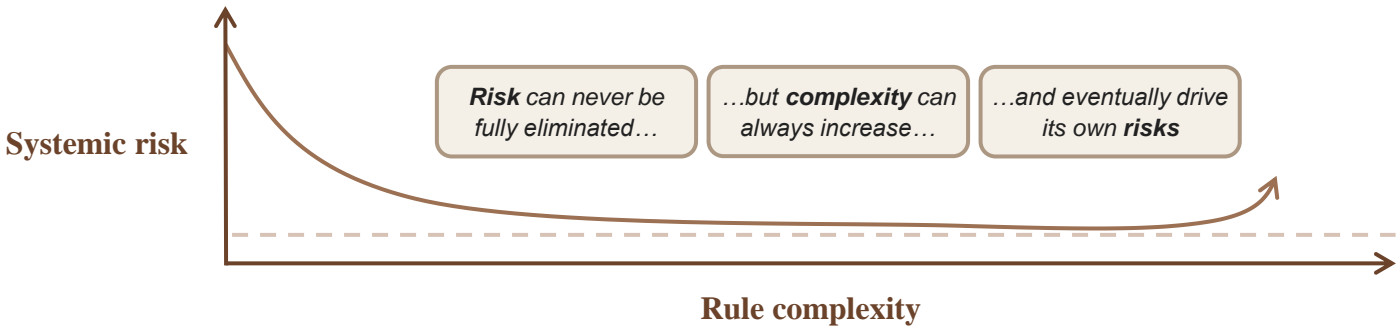 Systemic risk
Risk can never be
fully eliminated…
…but complexity can
always increase…
…and eventually drive
its own risks
Rule complexity